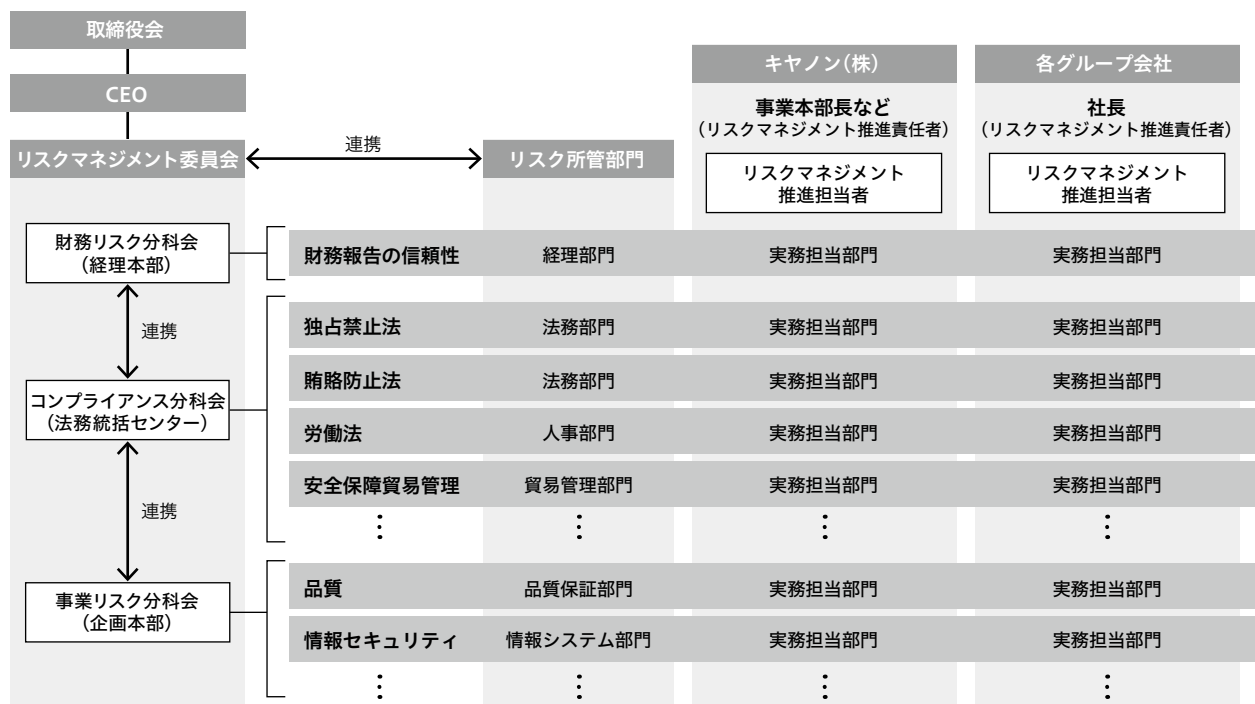 取締役会
CEO
リスクマネジメント委員会
連携
リスク所管部門
キヤノン(株)
事業本部長など
(リスクマネジメント推進責任者)
リスクマネジメント
推進担当者
各グループ会社
社長
(リスクマネジメント推進責任者)
リスクマネジメント
推進担当者
財務リスク分科会
(経理本部)
財務報告の信頼性
経理部門
実務担当部門
実務担当部門
連携
独占禁止法
法務部門
実務担当部門
実務担当部門
コンプライアンス分科会
(法務統括センター)
賄賂防止法
法務部門
実務担当部門
実務担当部門
労働法
人事部門
実務担当部門
実務担当部門
安全保障貿易管理
貿易管理部門
実務担当部門
実務担当部門
⋮
⋮
⋮
⋮
連携
事業リスク分科会
(企画本部)
品質
品質保証部門
実務担当部門
実務担当部門
情報セキュリティ
情報システム部門
実務担当部門
実務担当部門
⋮
⋮
⋮
⋮